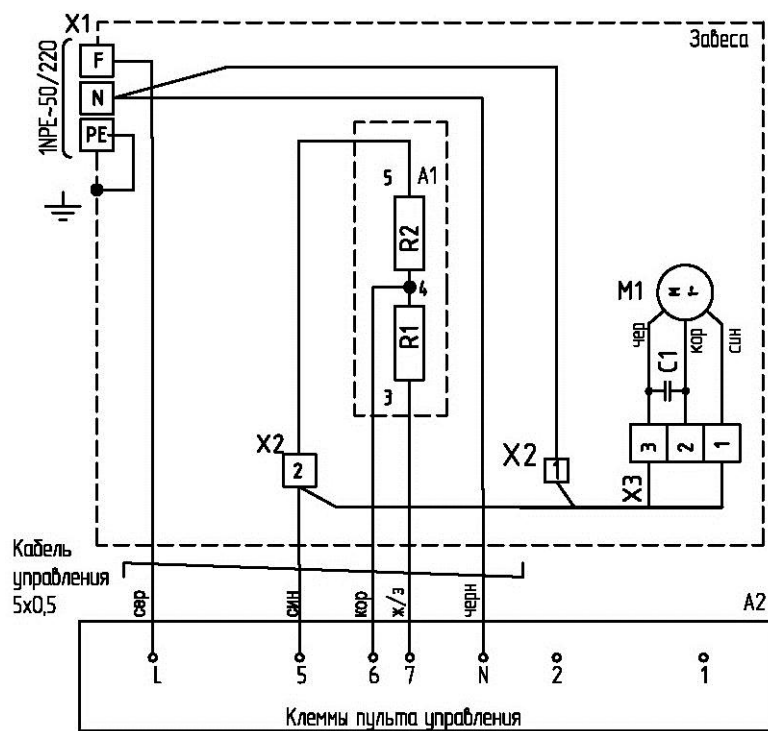 X1
Завеса
1NPE~50/220
F
N
PE
5
A1
R2
4
R1
3
M1
чер
кор
син
C1
3
2
1
X3
X2
2
X2
1
Кабель
управления
5x0,5
сер
син
кор
ж/з
черн
A2
L
5
6
7
N
2
1
Клеммы пульта управления